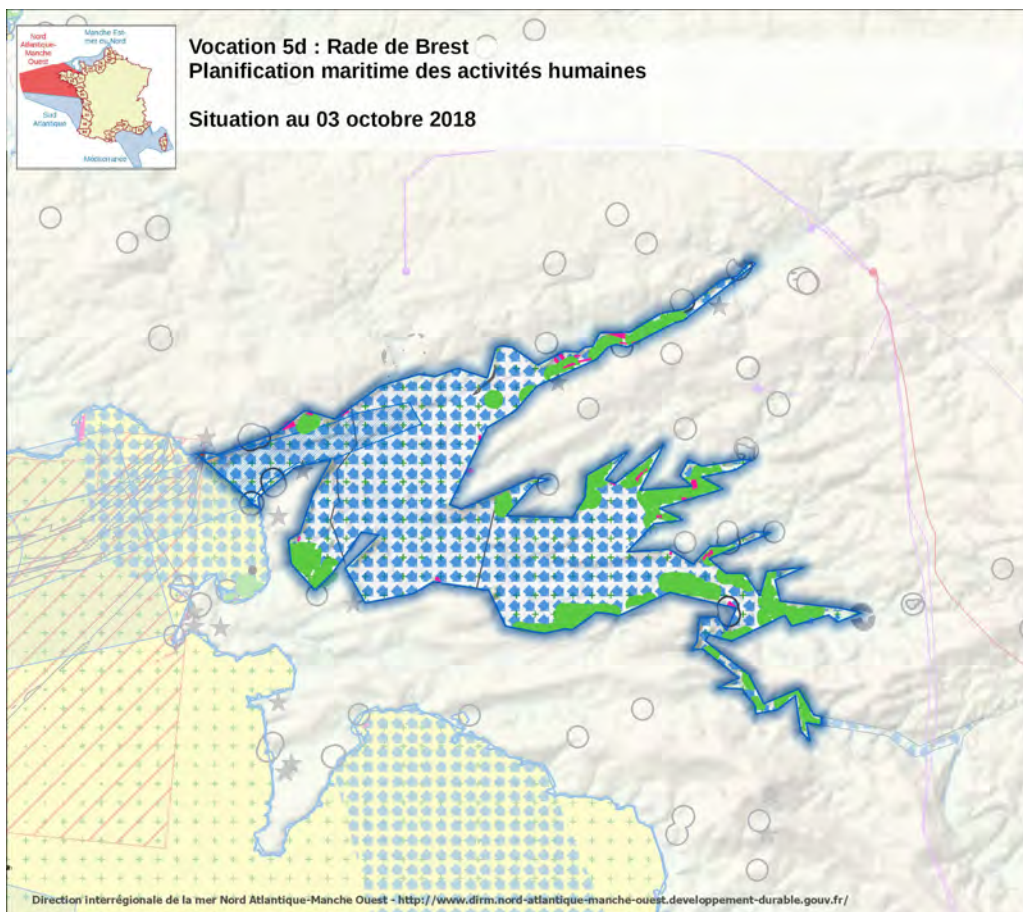 Nord
Atlantique-
Manche
Ouest
Manche Est-
mer du Nord
Sud
Atlantique
Méditerranée
Vocation 5d : Rade de Brest
Planification maritime des activités humaines
Situation au 03 octobre 2018
Direction interrégionale de la mer Nord Atlantique-Manche Ouest - http://www.dirm.nord-atlantique-manche-ouest.developpement-durable.gouv.fr/